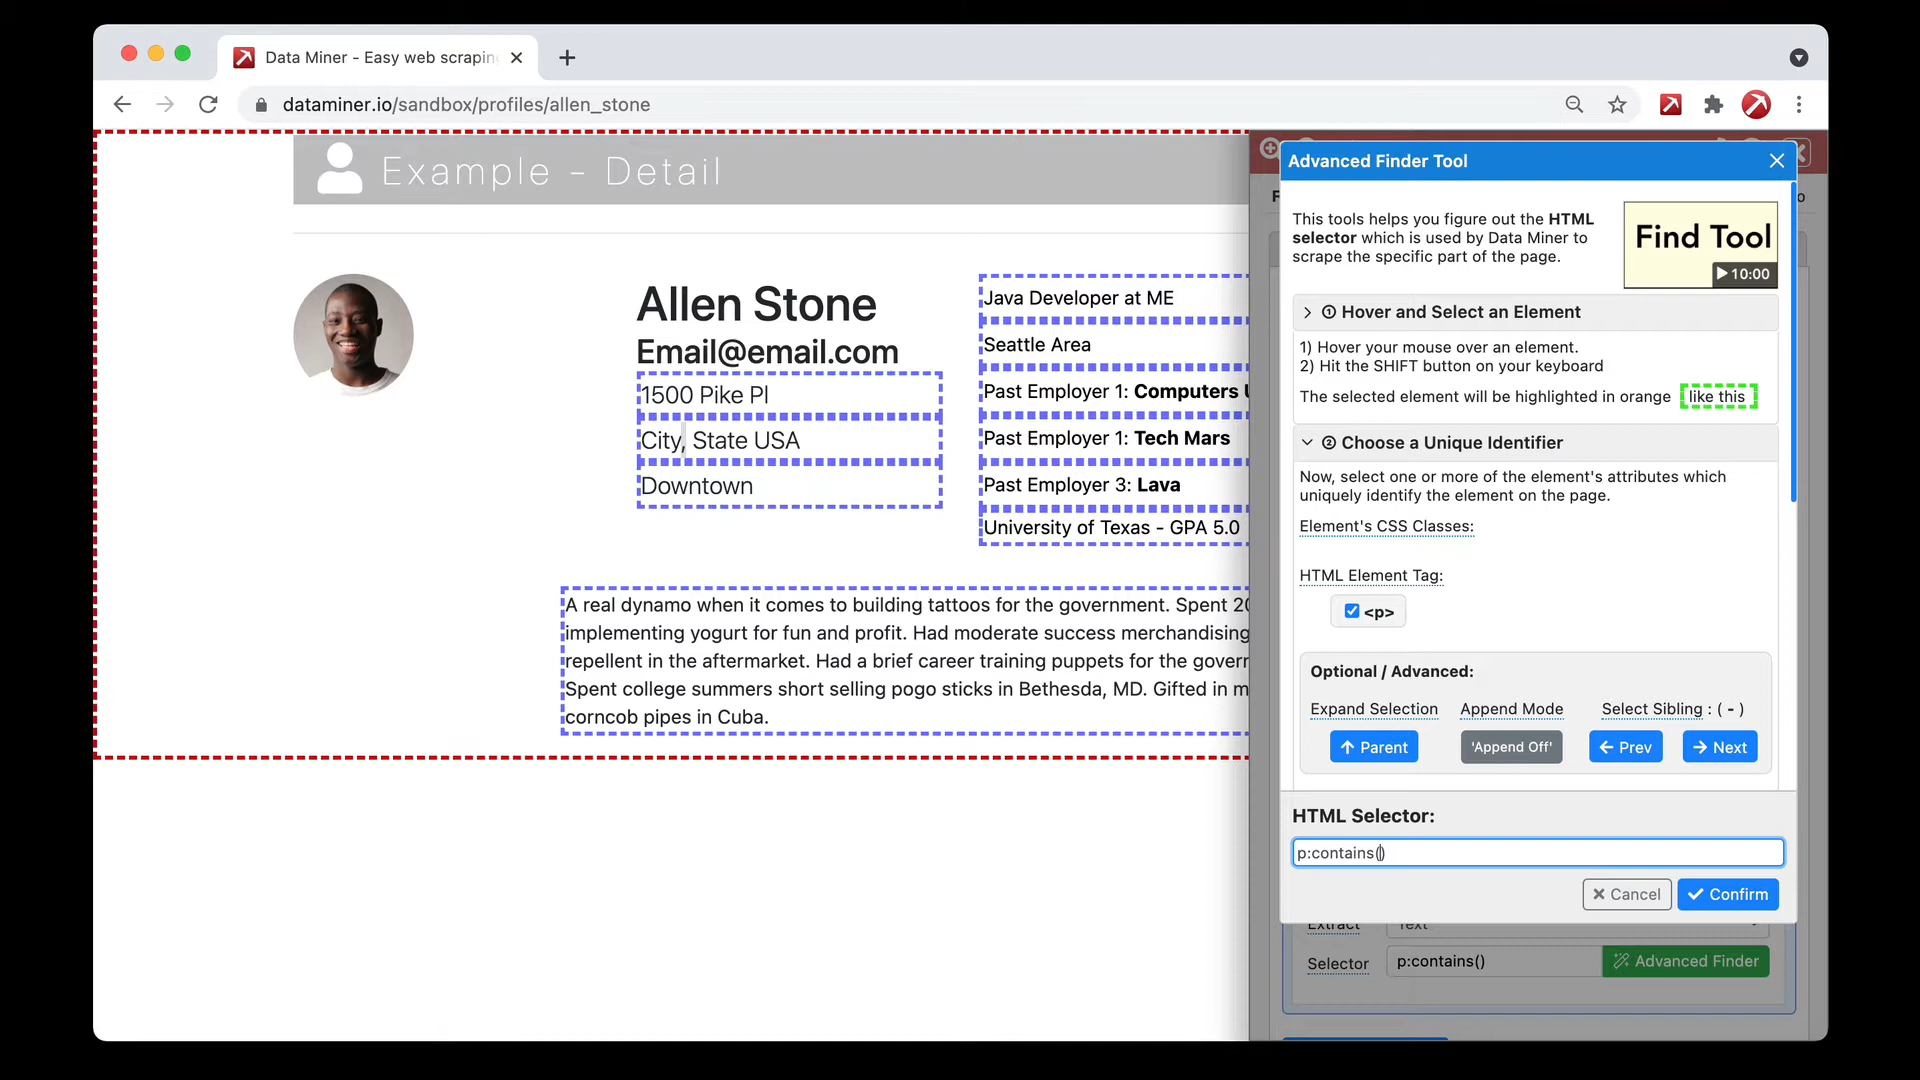 Data Miner - Easy web scrapin
dataminer.io/sandbox/profiles/allen_stone
Example - Detail
Allen Stone
Email@email.com
1500 Pike Pl
City, State USA
Downtown
Java Developer at ME
Seattle Area
Past Employer 1: Computers
Past Employer 1: Tech Mars
Past Employer 3: Lava
University of Texas - GPA 5.0
A real dynamo when it comes to building tattoos for the government. Spent
implementing yogurt for fun and profit. Had moderate success merchandising
repellent in the aftermarket. Had a brief career training puppets for the
Spent college summers short selling pogo sticks in Bethesda, MD. Gifted in
corncob pipes in Cuba.
Advanced Finder Tool
This tools helps you figure out the HTML
selector which is used by Data Miner to
scrape the specific part of the page.
Find Tool
10:00
1 Hover and Select an Element
1) Hover your mouse over an element.
2) Hit the SHIFT button on your keyboard
The selected element will be highlighted in orange like this
2 Choose a Unique Identifier
Now, select one or more of the element's attributes which
uniquely identify the element on the page.
Element's CSS Classes:
HTML Element Tag:
<p>
Optional / Advanced:
Expand Selection Append Mode Select Sibling : ( - )
Parent 'Append Off' Prev Next
HTML Selector:
p:contains()
Cancel Confirm
Extract Text
Selector p:contains() Advanced Finder